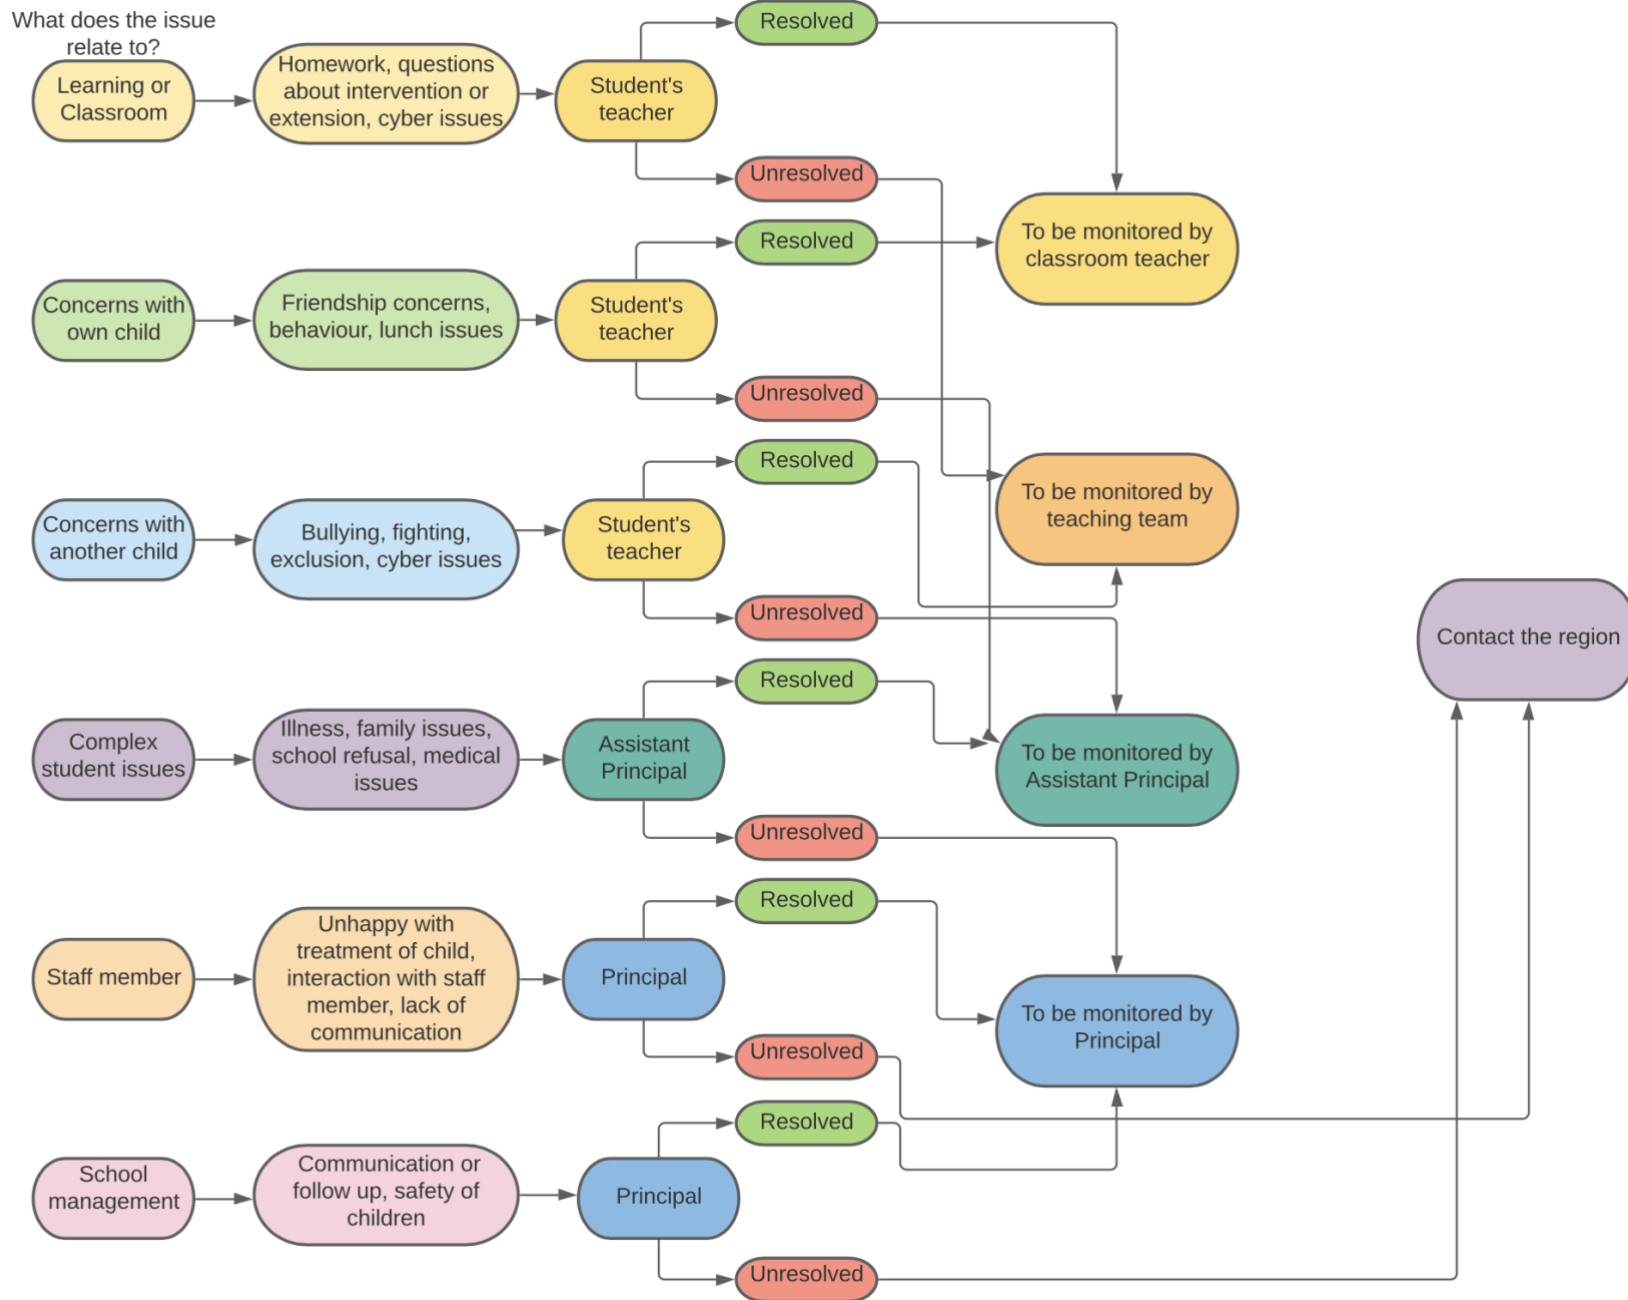 What does the issue
relate to?
Learning or
Classroom
Homework, questions
about intervention or
extension, cyber issues
Student's
teacher
Resolved
Unresolved
To be monitored by
classroom teacher
Concerns with
own child
Friendship concerns,
behaviour, lunch issues
Student's
teacher
Resolved
Unresolved
To be monitored by
teaching team
Concerns with
another child
Bullying, fighting,
exclusion, cyber issues
Student's
teacher
Resolved
Unresolved
Contact the region
Complex
student issues
Illness, family issues,
school refusal, medical
issues
Assistant
Principal
Resolved
Unresolved
To be monitored by
Assistant Principal
Staff member
Unhappy with
treatment of child,
interaction with staff
member, lack of
communication
Principal
Resolved
Unresolved
To be monitored by
Principal
School
management
Communication or
follow up, safety of
children
Principal
Resolved
Unresolved